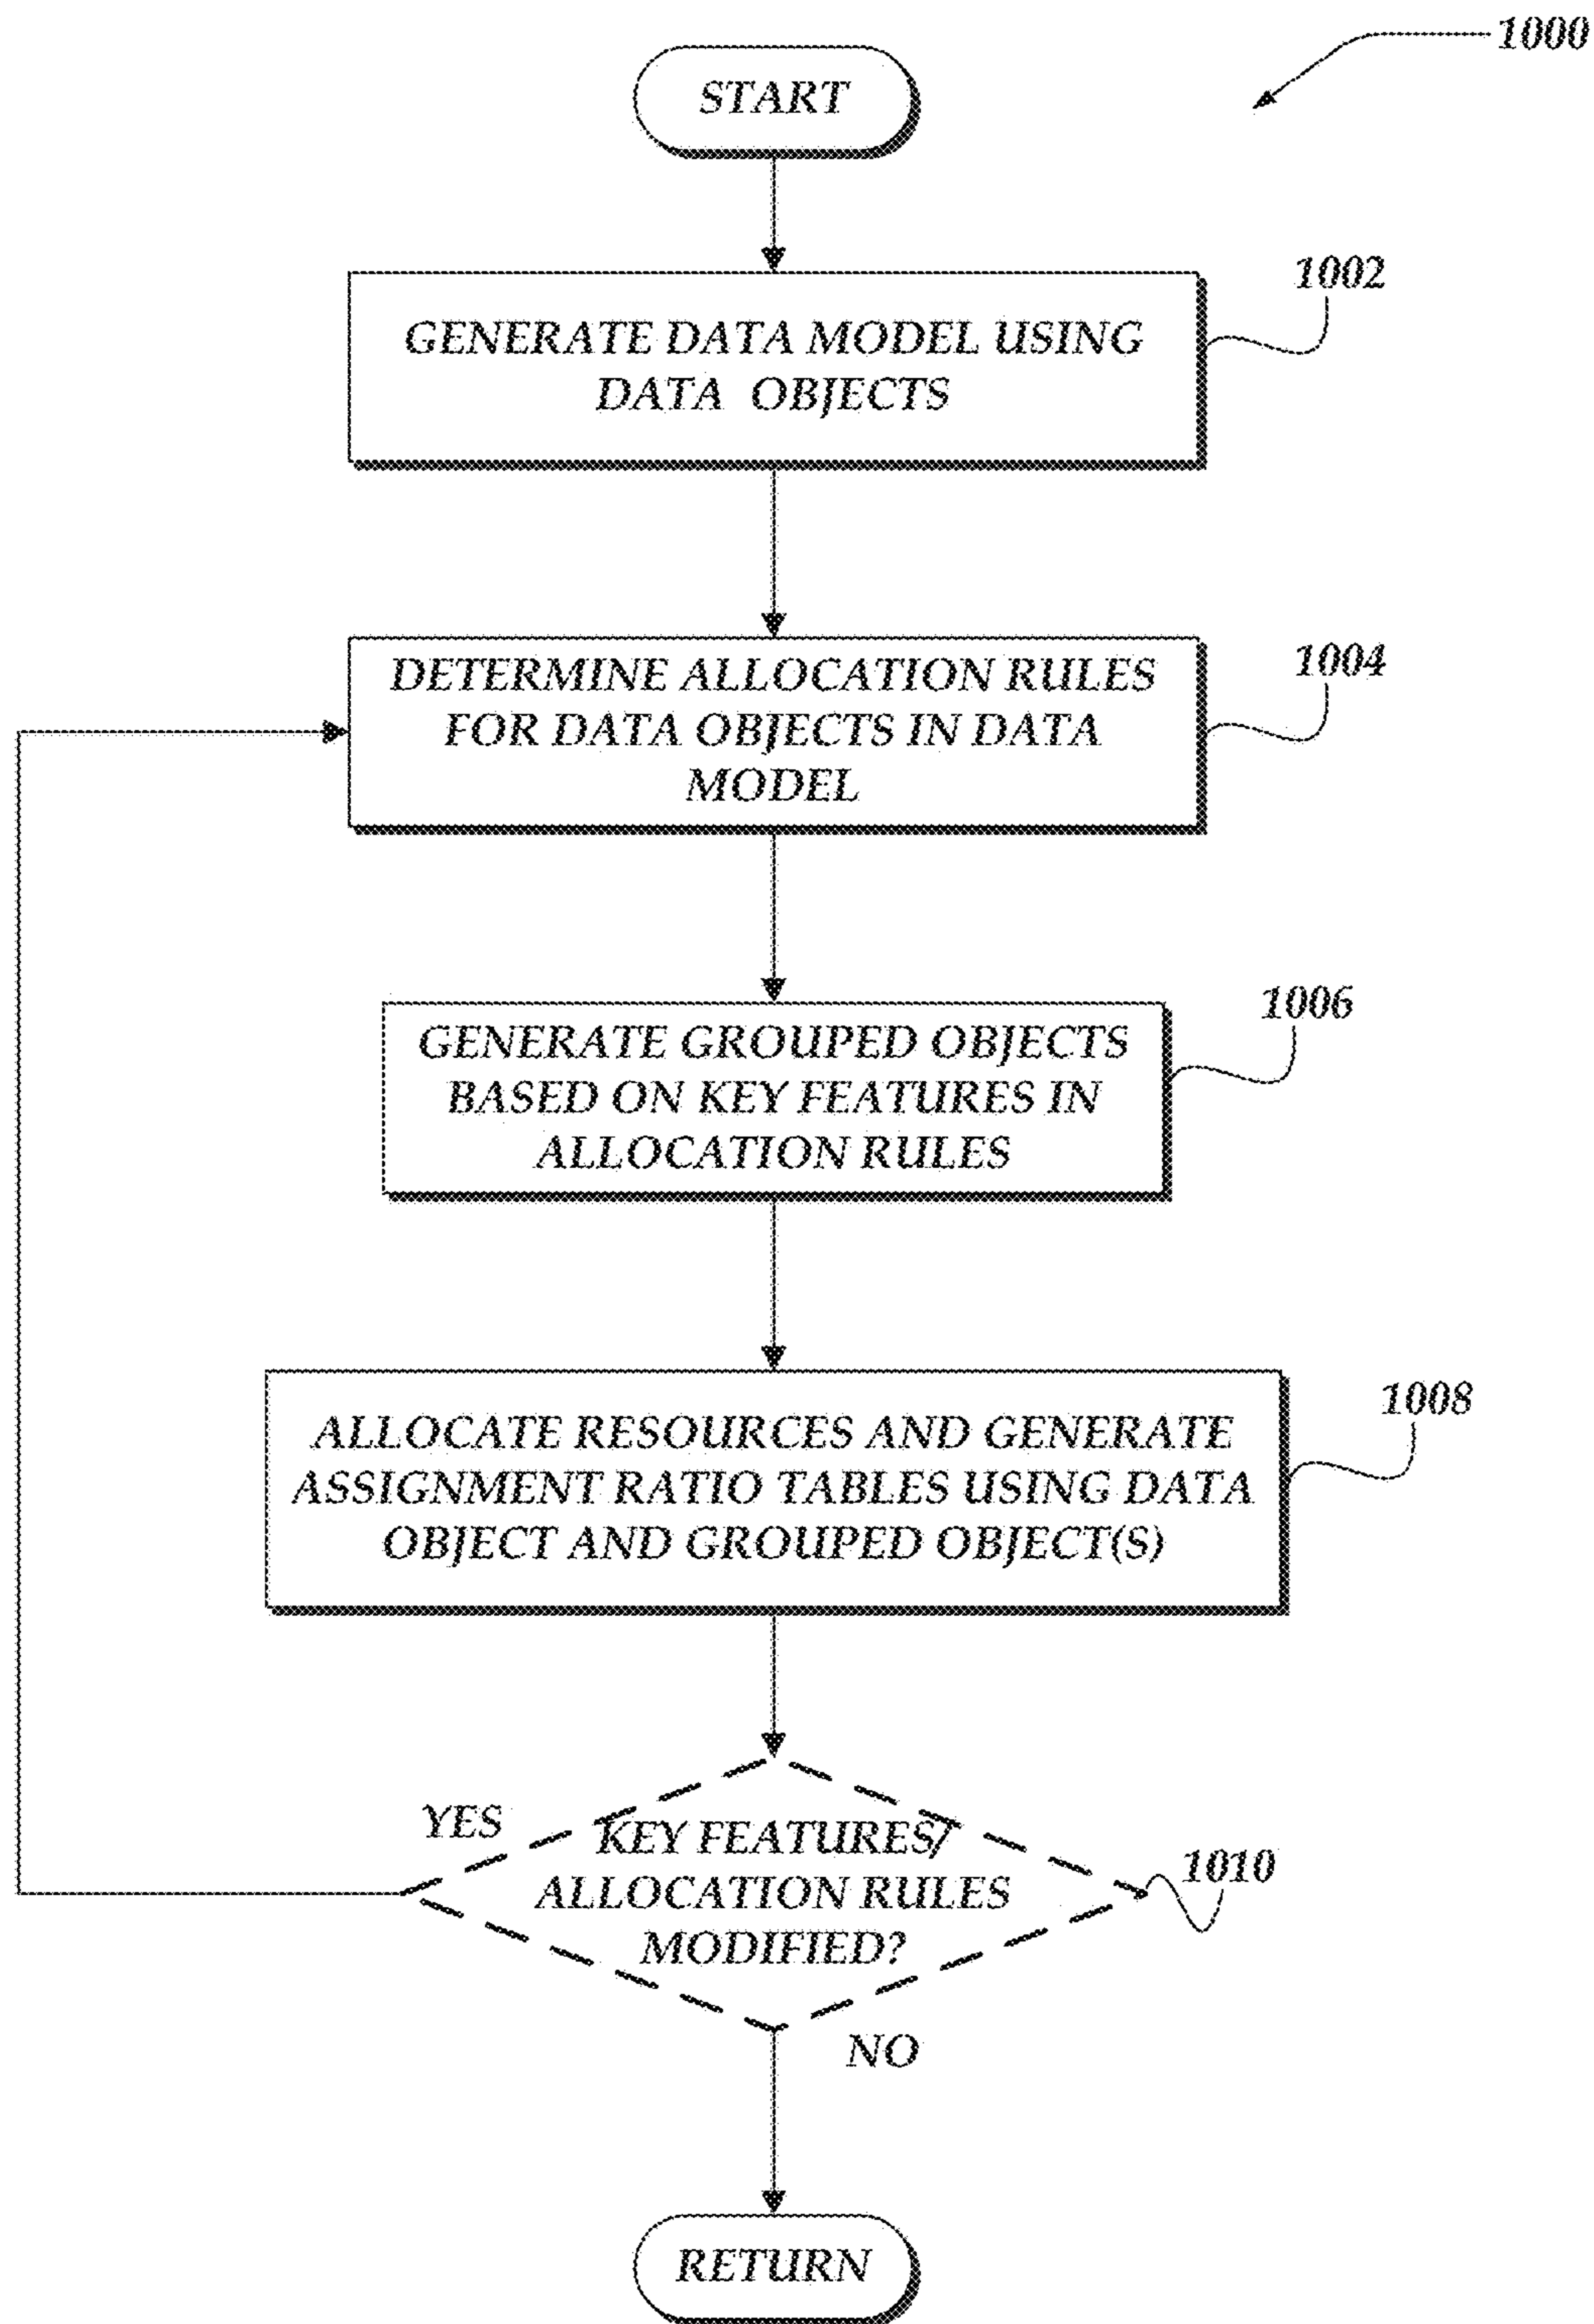 1000
START
1002
GENERATE DATA MODEL USING
DATA OBJECTS
1004
DETERMINE ALLOCATION RULES
FOR DATA OBJECTS IN DATA
MODEL
1006
GENERATE GROUPED OBJECTS
BASED ON KEY FEATURES IN
ALLOCATION RULES
1008
ALLOCATE RESOURCES AND GENERATE
ASSIGNMENT RATIO TABLES USING DATA
OBJECT AND GROUPED OBJECT(S)
YES
KEY FEATURES/
ALLOCATION RULES
MODIFIED?
1010
NO
RETURN